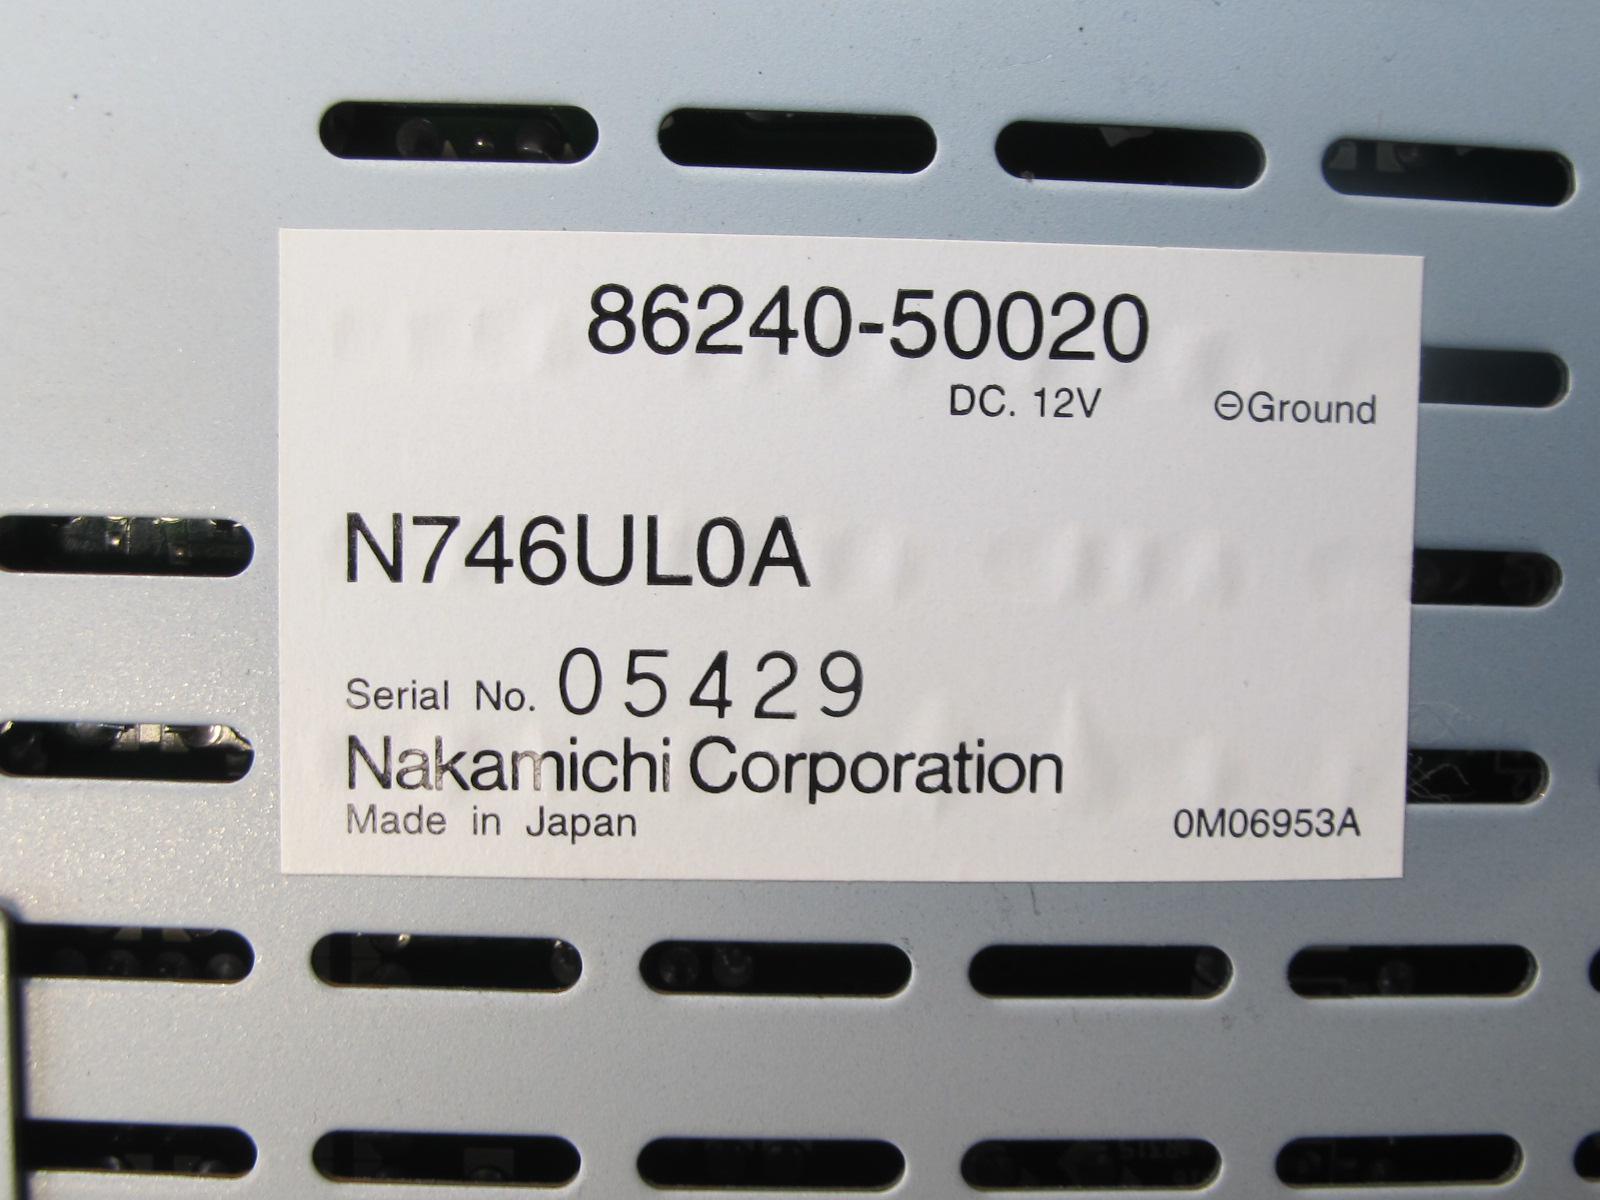 86240-50020
DC. 12V ⊖Ground
N746UL0A
Serial No. 05429
Nakamichi Corporation
Made in Japan 0M06953A